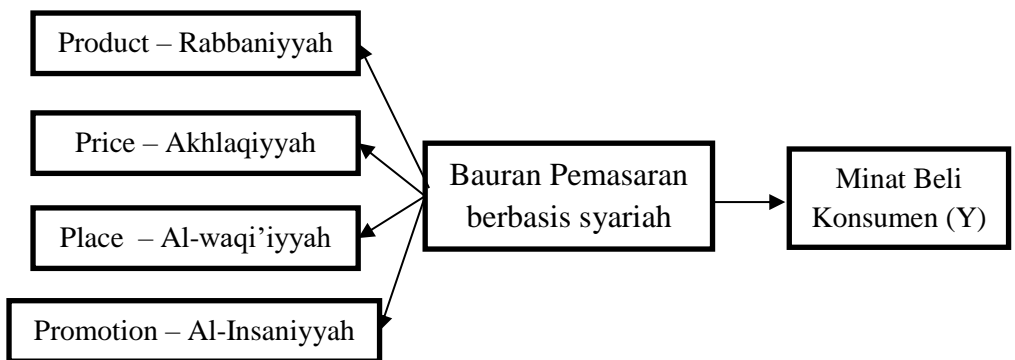 Product – Rabbaniyyah
Price – Akhlaqiyyah
Place – Al-waqi’iyyah
Promotion – Al-Insaniyyah
Bauran Pemasaran
berbasis syariah
Minat Beli
Konsumen (Y)